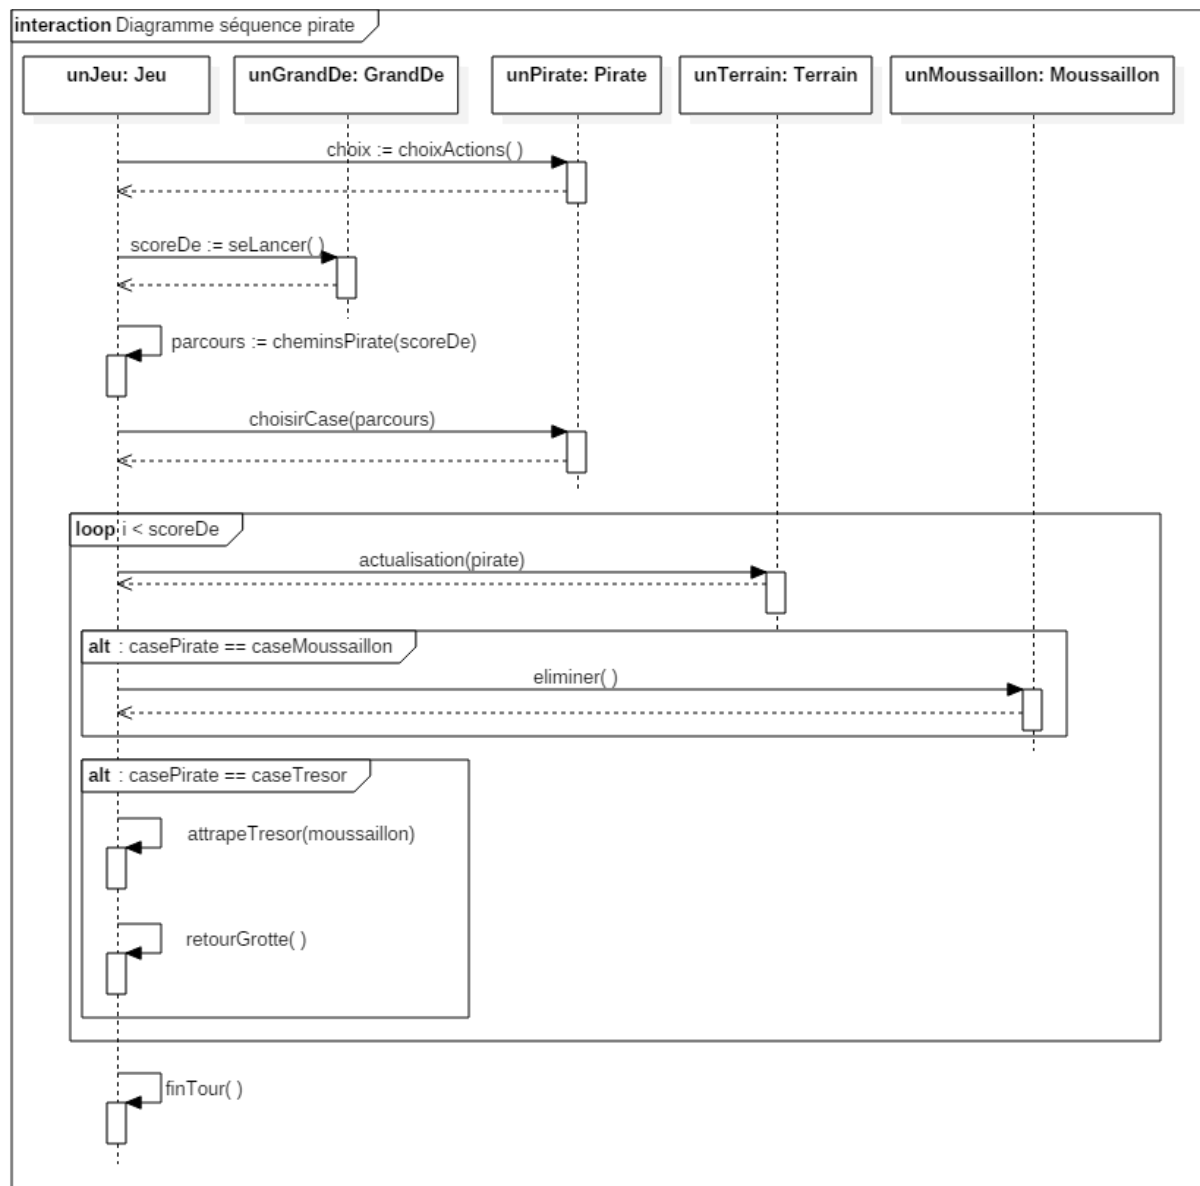 interaction Diagramme séquence pirate
unJeu: Jeu
unGrandDe: GrandDe
unPirate: Pirate
unTerrain: Terrain
unMoussaillon: Moussaillon
choix := choixActions( )
scoreDe := seLancer( )
parcours := cheminsPirate(scoreDe)
choisirCase(parcours)
loop i < scoreDe
actualisation(pirate)
alt : casePirate == caseMoussaillon
eliminer( )
alt : casePirate == caseTresor
attrapeTresor(moussaillon)
retourGrotte( )
finTour( )